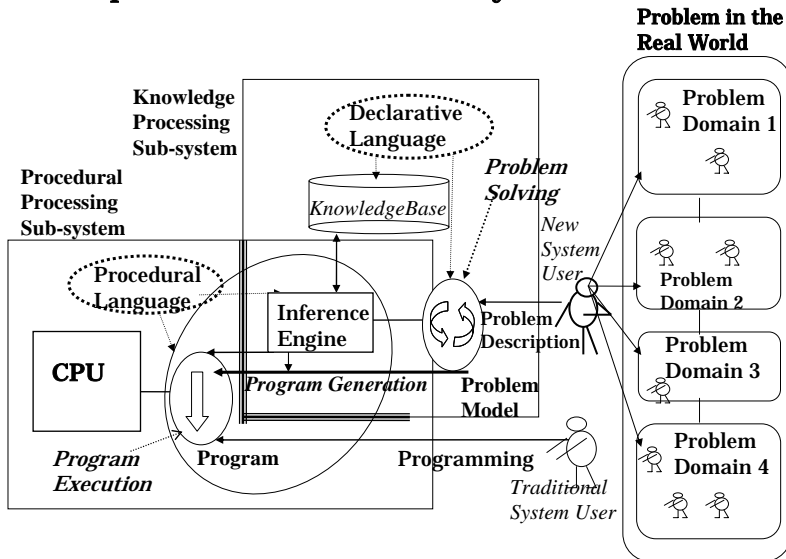 Problem in the
Real World
Knowledge
Processing
Sub-system
Declarative
Language
Problem
Solving
KnowledgeBase
Procedural
Processing
Sub-system
New
System
User
Procedural
Language
Inference
Engine
Problem
Description
CPU
Program Generation
Problem
Model
Program
Programming
Program
Execution
Traditional
System User
Problem
Domain 1
Problem
Domain 2
Problem
Domain 3
Problem
Domain 4